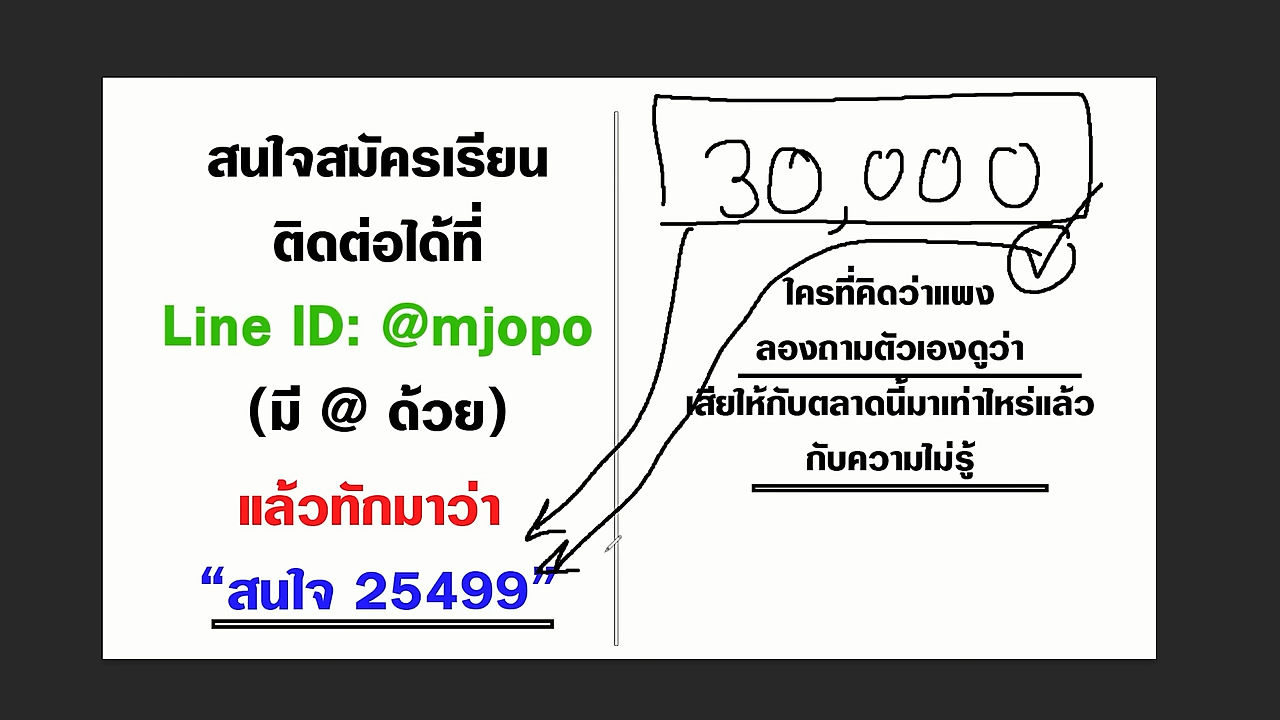 สนใจสมัครเรียน
ติดต่อได้ที่
Line ID: @mjopo
(มี @ ด้วย)
แล้วทักมาว่า
“สนใจ 25499”
30,000
ใครที่คิดว่าแพง
ลองถามตัวเองดูว่า
เสียให้กับตลาดนี้มาเท่าไหร่แล้ว
กับความไม่รู้